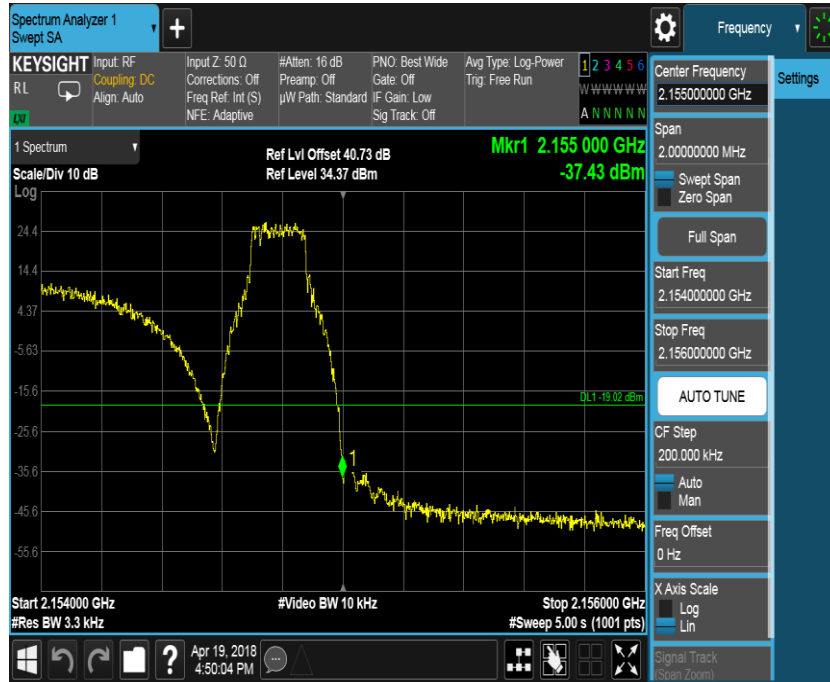 Spectrum Analyzer 1
Swept SA
+
Frequency
KEYSIGHT
RL
LXI
Input: RF
Coupling: DC
Align: Auto
Input Z: 50 Ω
Corrections: Off
Freq Ref: Int (S)
NFE: Adaptive
#Atten: 16 dB
Preamp: Off
µW Path: Standard
PNO: Best Wide
Gate: Off
IF Gain: Low
Sig Track: Off
Avg Type: Log-Power
Trig: Free Run
1 2 3 4 5 6
W W W W W W
A N N N N N
1 Spectrum
Scale/Div 10 dB
Ref Lvl Offset 40.73 dB
Ref Level 34.37 dBm
Mkr1 2.155 000 GHz
-37.43 dBm
Log
24.4
14.4
4.37
-5.63
-15.6
DL1 -19.02 dBm
-25.6
1
-35.6
-45.6
-55.6
Start 2.154000 GHz
#Video BW 10 kHz
Stop 2.156000 GHz
#Res BW 3.3 kHz
#Sweep 5.00 s (1001 pts)
?
Apr 19, 2018
4:50:04 PM
Center Frequency
2.155000000 GHz
Settings
Span
2.00000000 MHz
Swept Span
Zero Span
Full Span
Start Freq
2.154000000 GHz
Stop Freq
2.156000000 GHz
AUTO TUNE
CF Step
200.000 kHz
Auto
Man
Freq Offset
0 Hz
X Axis Scale
Log
Lin
Signal Track
(Span Zoom)